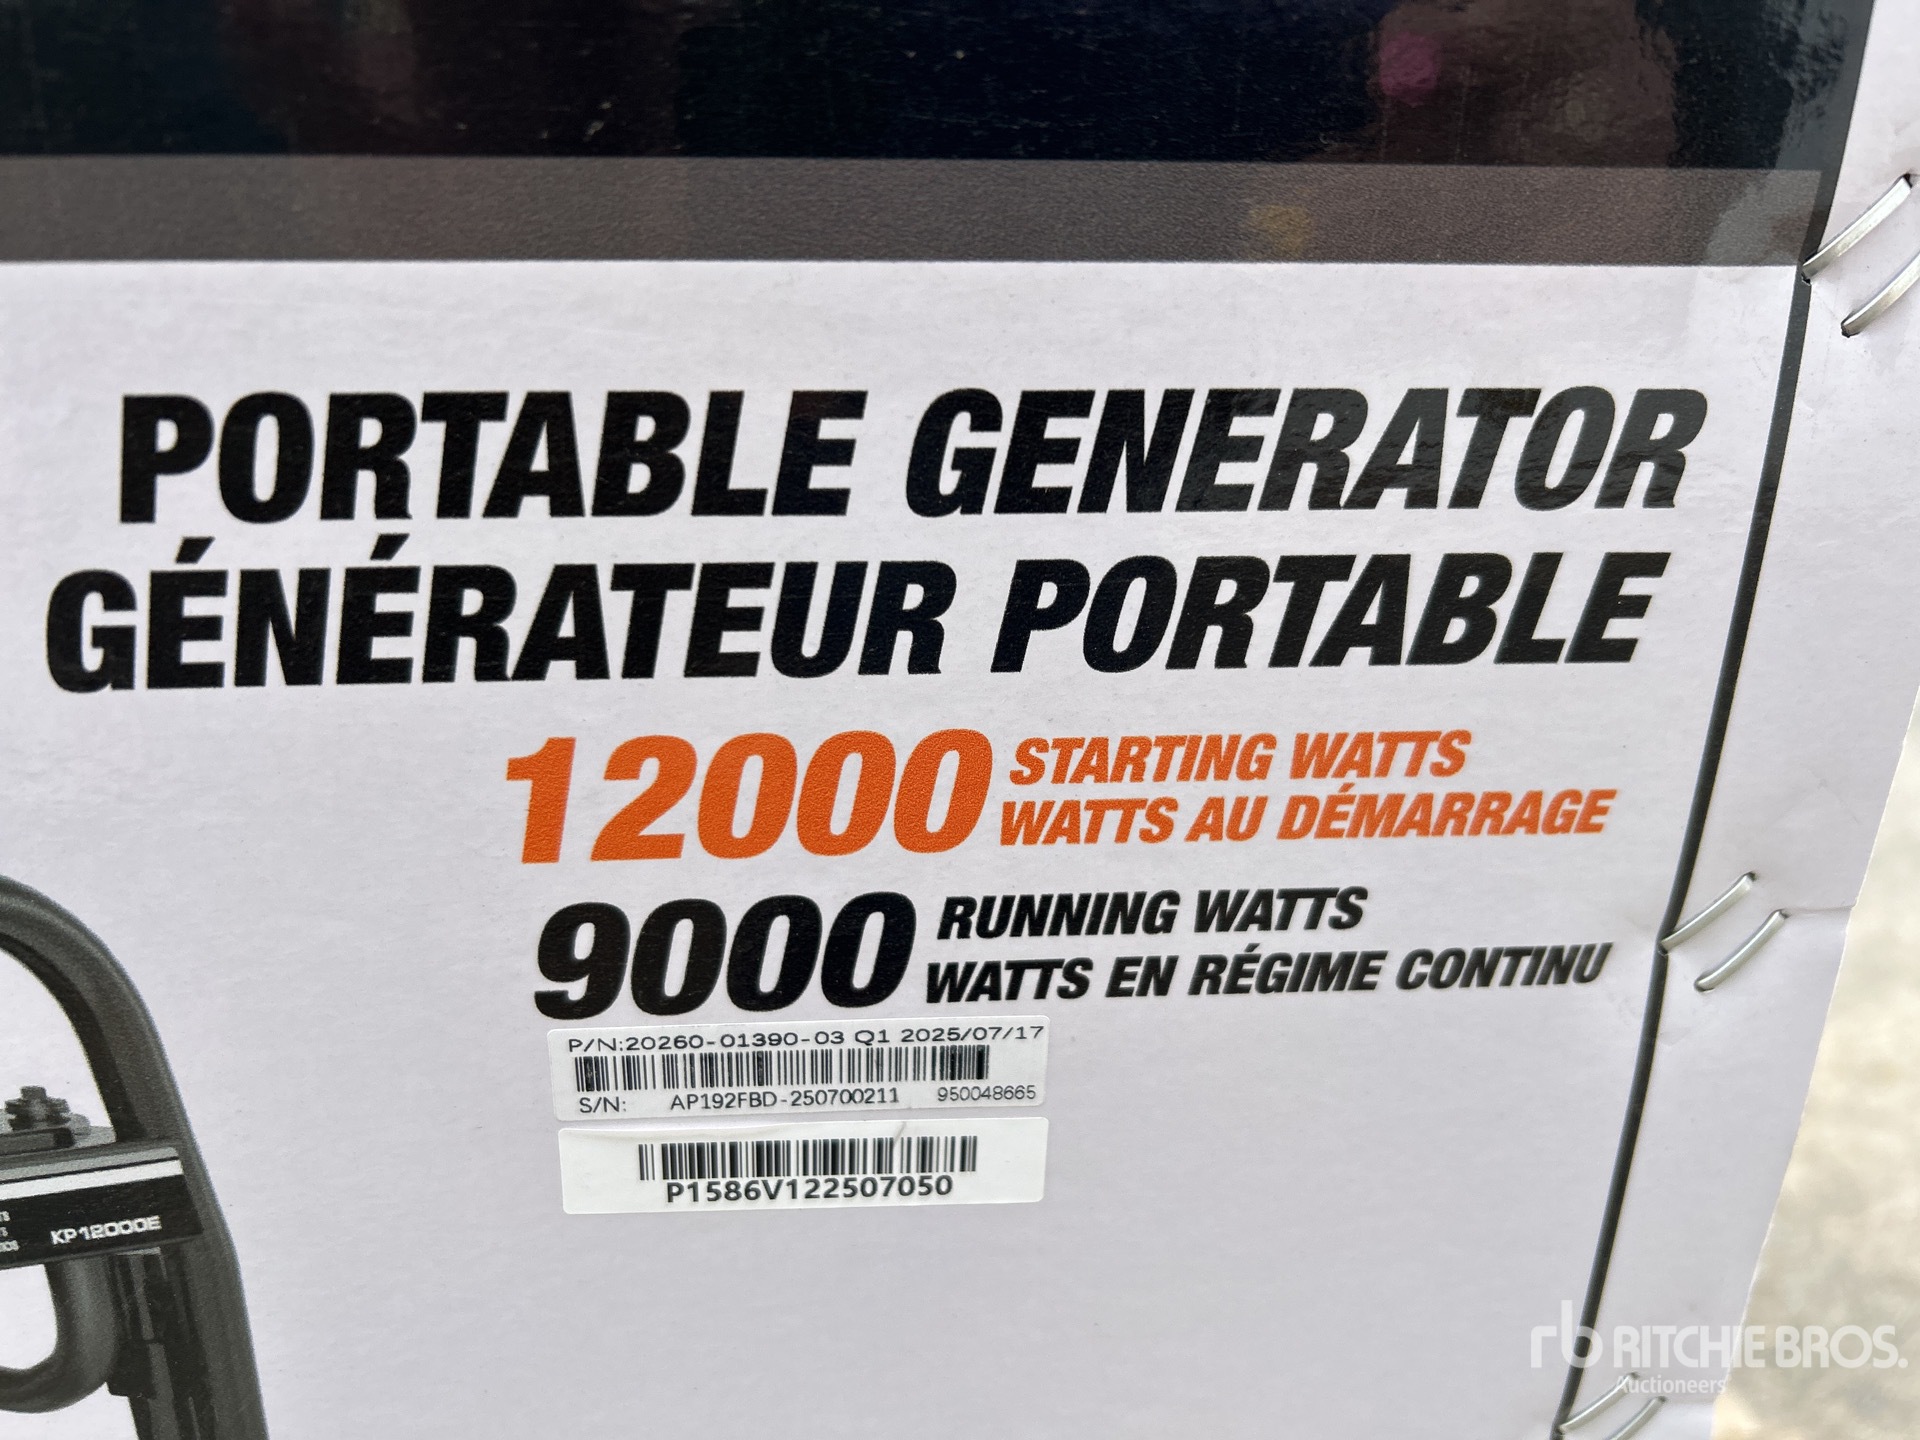 PORTABLE GENERATOR
GÉNÉRATEUR PORTABLE
12000 STARTING WATTS
WATTS AU DÉMARRAGE
9000 RUNNING WATTS
WATTS EN RÉGIME CONTINU
P/N:20260-01390-03 Q1 2025/07/17
S/N: AP192FBD-250700211 950048665
P1586V122507050
KP12000E
rb RITCHIE BROS.
Auctioneers